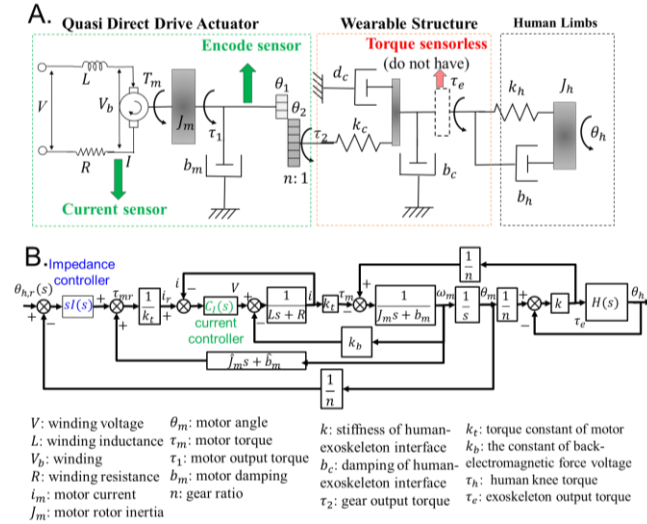 A.
Quasi Direct Drive Actuator
Wearable Structure
Human Limbs
Encode sensor
Torque sensorless
(do not have)
L
T_m
θ_1
d_c
τ_e
k_h
J_h
V
V_b
J_m
τ_1
θ_2
τ_2
k_c
θ_h
R
I
b_m
n: 1
b_c
b_h
Current sensor
B.
Impedance
controller
θ_{h,r}(s)
+
−
sI(s)
+
τ_{mr}
+
1/k_t
i_r
+
i
−
C_I(s)
current
controller
V
+
−
1/(Ls + R)
i
k_t
τ_m
−
+
1/(J_m s + b_m)
ω_m
1/s
θ_m
1/n
+
−
k
τ_e
H(s)
θ_h
1/n
k_b
J_m s + b_m
1/n
V: winding voltage
L: winding inductance
V_b: winding
R: winding resistance
i_m: motor current
J_m: motor rotor inertia
θ_m: motor angle
τ_m: motor torque
τ_1: motor output torque
b_m: motor damping
n: gear ratio
k: stiffness of human-
exoskeleton interface
b_c: damping of human-
exoskeleton interface
τ_2: gear output torque
k_t: torque constant of motor
k_b: the constant of back-
electromagnetic force voltage
τ_h: human knee torque
τ_e: exoskeleton output torque